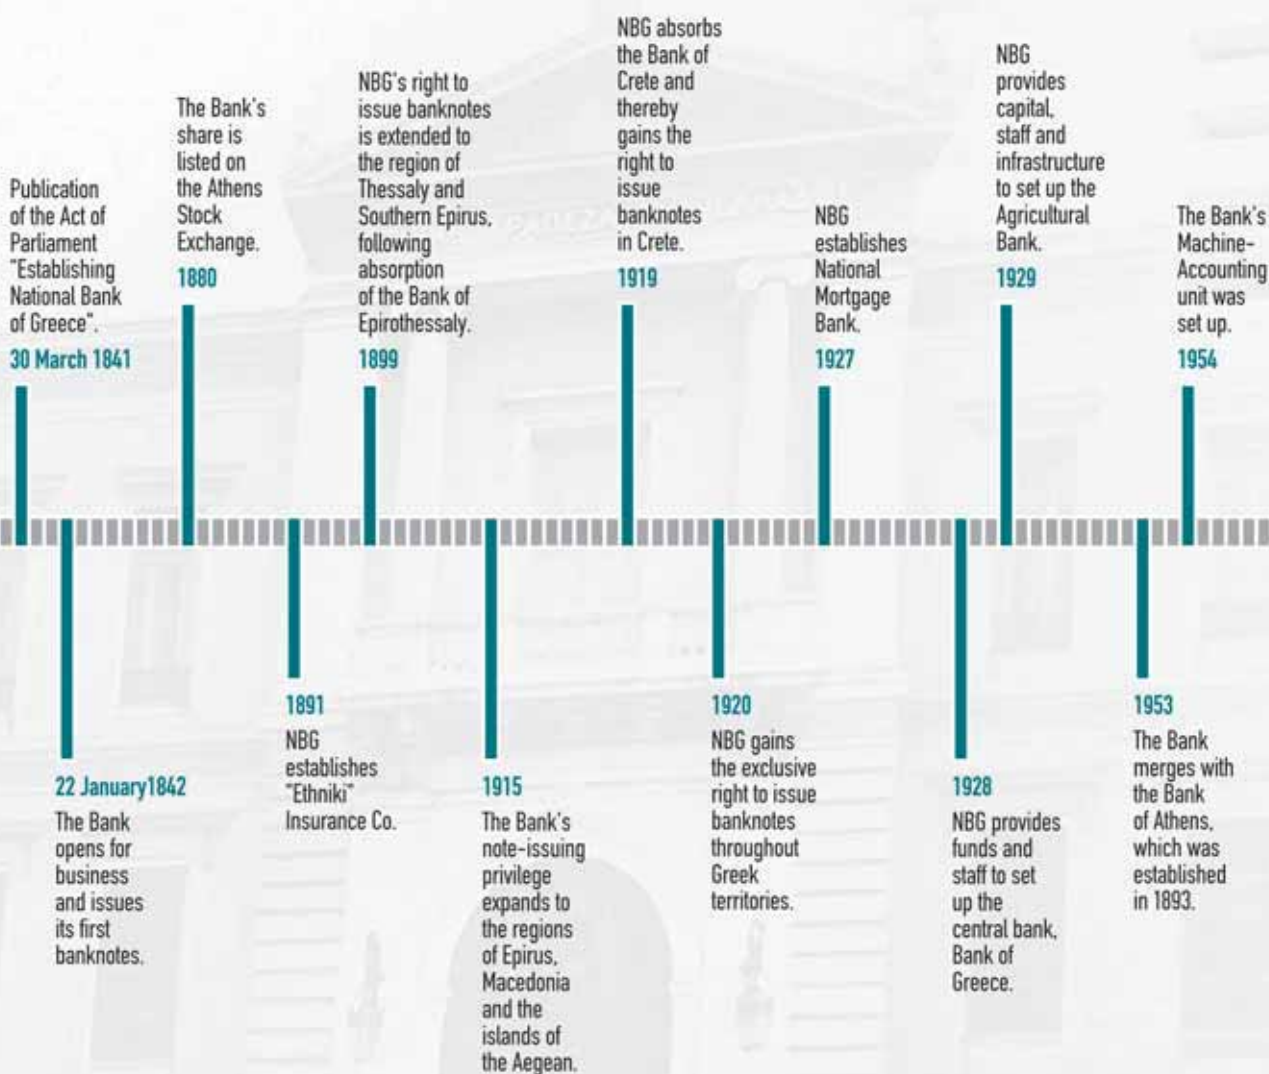 Publication
of the Act of
Parliament
"Establishing
National Bank
of Greece".
30 March 1841
22 January1842
The Bank
opens for
business
and issues
its first
banknotes.
The Bank's
share is
listed on
the Athens
Stock
Exchange.
1880
1891
NBG
establishes
"Ethniki"
Insurance Co.
NBG's right to
issue banknotes
is extended to
the region of
Thessaly and
Southern Epirus,
following
absorption
of the Bank of
Epirothessaly.
1899
1915
The Bank's
note-issuing
privilege
expands to
the regions
of Epirus,
Macedonia
and the
islands of
the Aegean.
NBG absorbs
the Bank of
Crete and
thereby
gains the
right to
issue
banknotes
in Crete.
1919
1920
NBG gains
the exclusive
right to issue
banknotes
throughout
Greek
territories.
NBG
establishes
National
Mortgage
Bank.
1927
1928
NBG provides
funds and
staff to set
up the
central bank,
Bank of
Greece.
NBG
provides
capital,
staff and
infrastructure
to set up the
Agricultural
Bank.
1929
1953
The Bank
merges with
the Bank
of Athens,
which was
established
in 1893.
The Bank's
Machine-
Accounting
unit was
set up.
1954